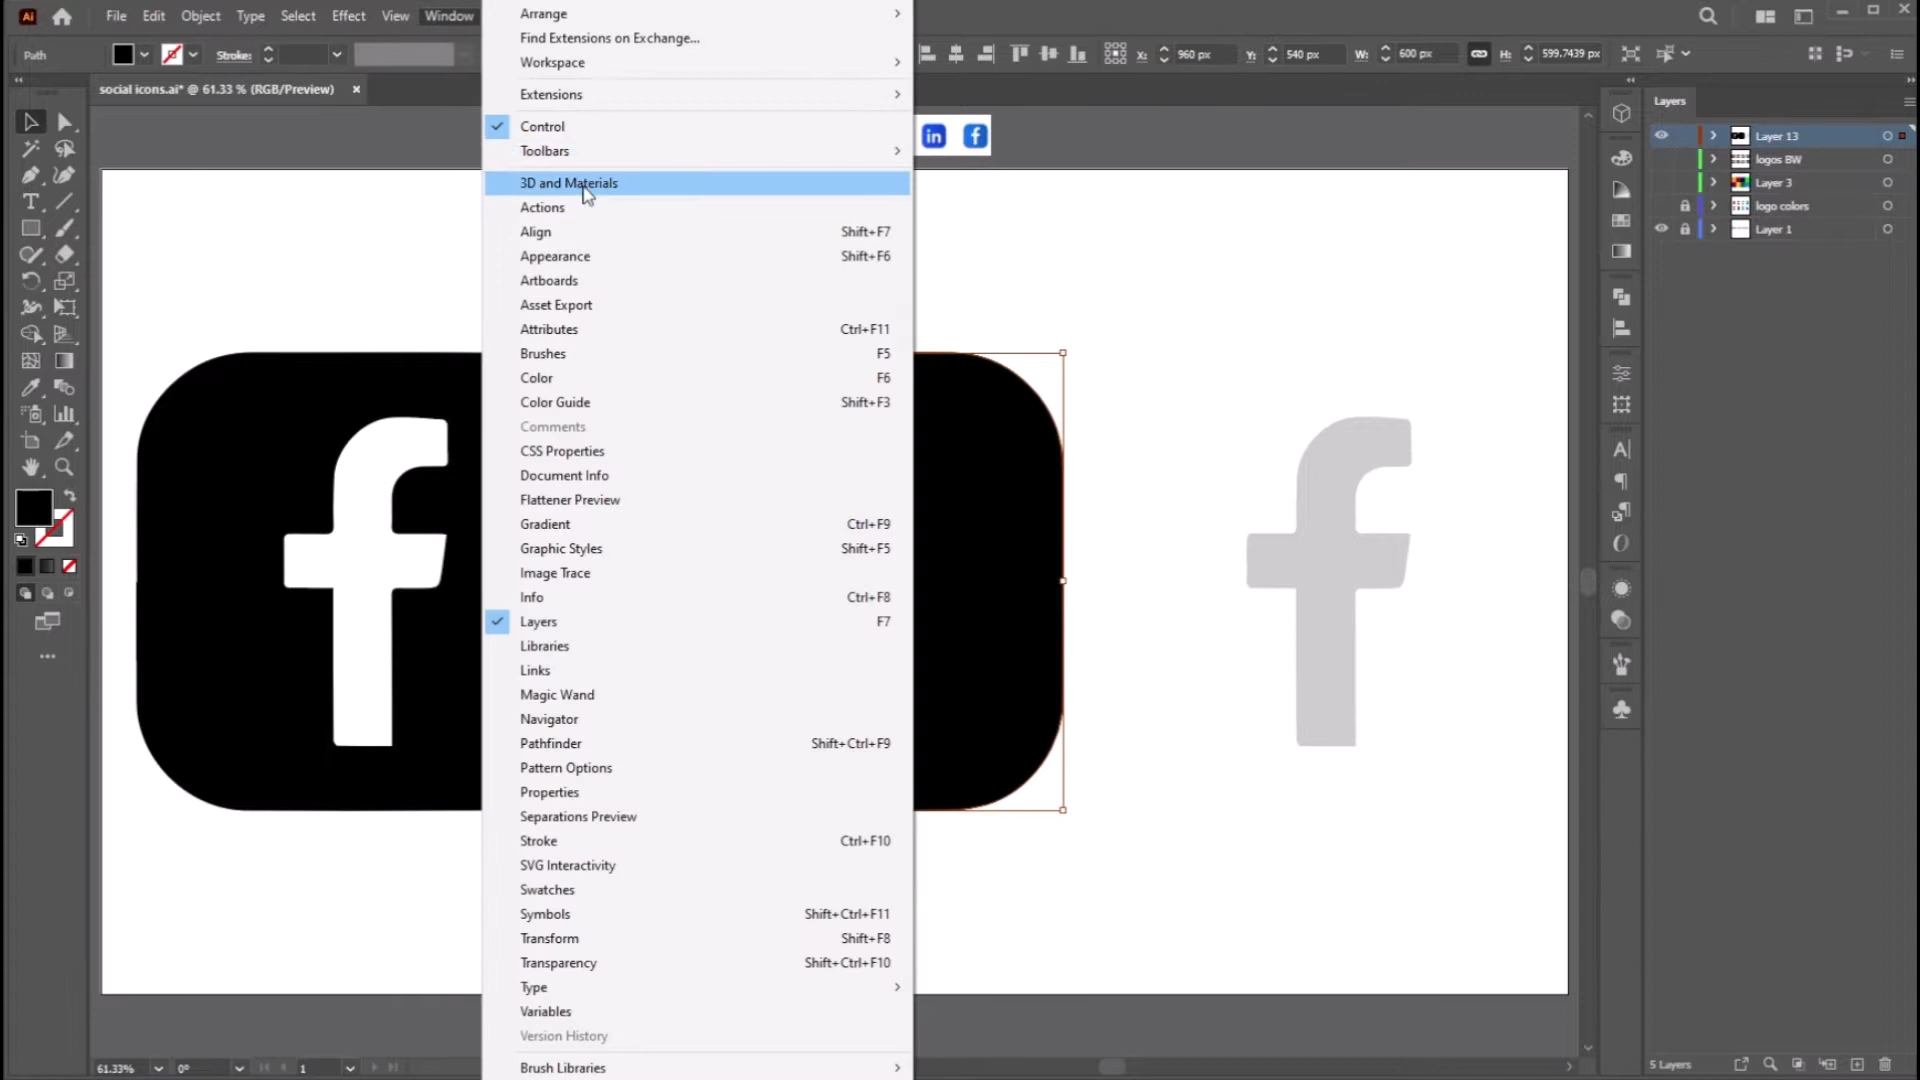 Ai File Edit Object Type Select Effect View Window
Path Stroke: X: 960 px Y: 540 px W: 600 px H: 599.7439 px
social icons.ai* @ 61.33 % (RGB/Preview) ×
Arrange
Find Extensions on Exchange...
Workspace
Extensions
Control
Toolbars
3D and Materials
Actions
Align Shift+F7
Appearance Shift+F6
Artboards
Asset Export
Attributes Ctrl+F11
Brushes F5
Color F6
Color Guide Shift+F3
Comments
CSS Properties
Document Info
Flattener Preview
Gradient Ctrl+F9
Graphic Styles Shift+F5
Image Trace
Info Ctrl+F8
Layers F7
Libraries
Links
Magic Wand
Navigator
Pathfinder Shift+Ctrl+F9
Pattern Options
Properties
Separations Preview
Stroke Ctrl+F10
SVG Interactivity
Swatches
Symbols Shift+Ctrl+F11
Transform Shift+F8
Transparency Shift+Ctrl+F10
Type
Variables
Version History
Brush Libraries
in f
f
f
Layers
Layer 13
logos BW
Layer 3
logo colors
Layer 1
5 Layers
61.33% 0° 1